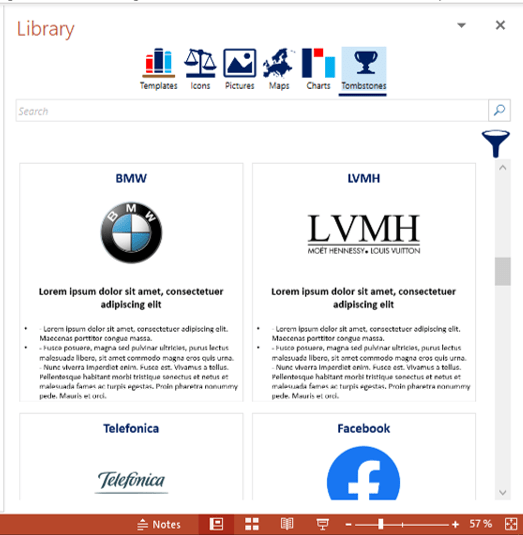 Library
Templates Icons Pictures Maps Charts Tombstones
Search
BMW
BMW
Lorem ipsum dolor sit amet, consectetuer
adipiscing elit
• - Lorem ipsum dolor sit amet, consectetuer adipiscing elit.
Maecenas porttitor congue massa.
• - Fusce posuere, magna sed pulvinar ultricies, purus lectus
malesuada libero, sit amet commodo magna eros quis urna.
- Nunc viverra imperdiet enim. Fusce est. Vivamus a tellus.
Pellentesque habitant morbi tristique senectus et netus et
malesuada fames ac turpis egestas. Proin pharetra nonummy
pede. Mauris et orci.
LVMH
LVMH
MOËT HENNESSY • LOUIS VUITTON
Lorem ipsum dolor sit amet, consectetuer
adipiscing elit
• - Lorem ipsum dolor sit amet, consectetuer adipiscing elit.
Maecenas porttitor congue massa.
• - Fusce posuere, magna sed pulvinar ultricies, purus lectus
malesuada libero, sit amet commodo magna eros quis urna.
- Nunc viverra imperdiet enim. Fusce est. Vivamus a tellus.
Pellentesque habitant morbi tristique senectus et netus et
malesuada fames ac turpis egestas. Proin pharetra nonummy
pede. Mauris et orci.
Telefonica
Telefónica
Facebook
f
Notes 57 %